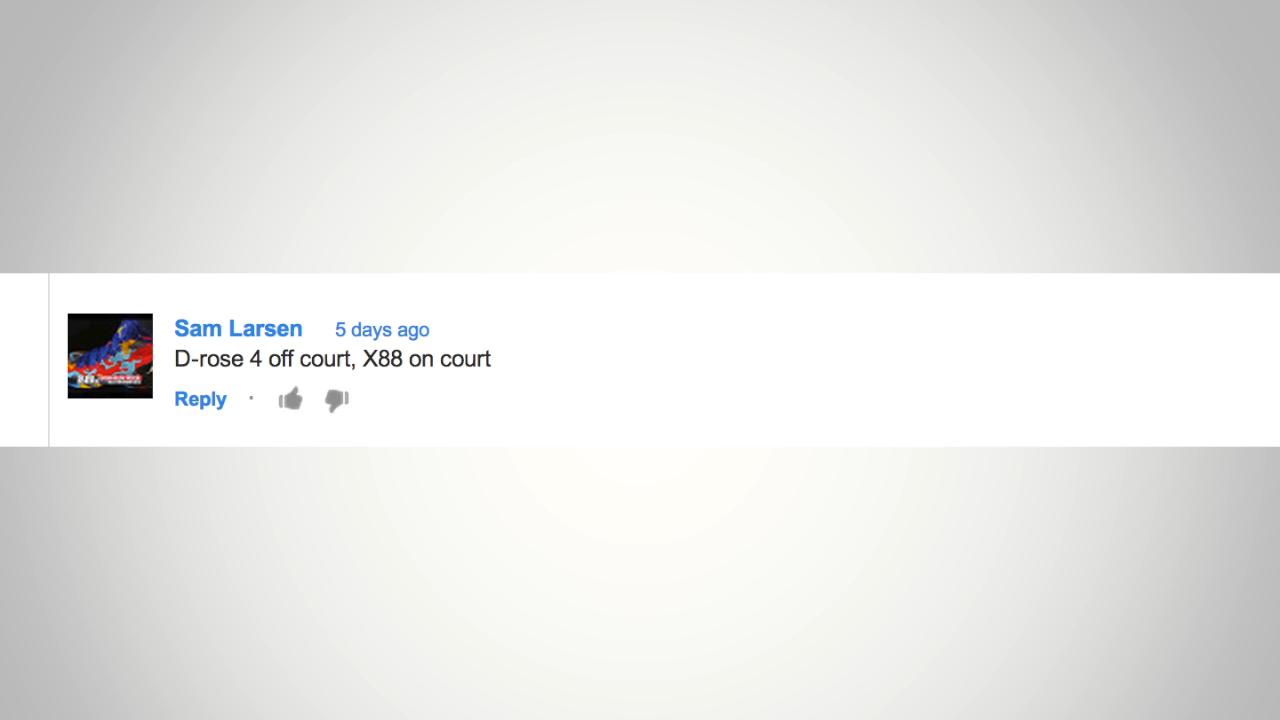 Sam Larsen 5 days ago
D-rose 4 off court, X88 on court
Reply ·